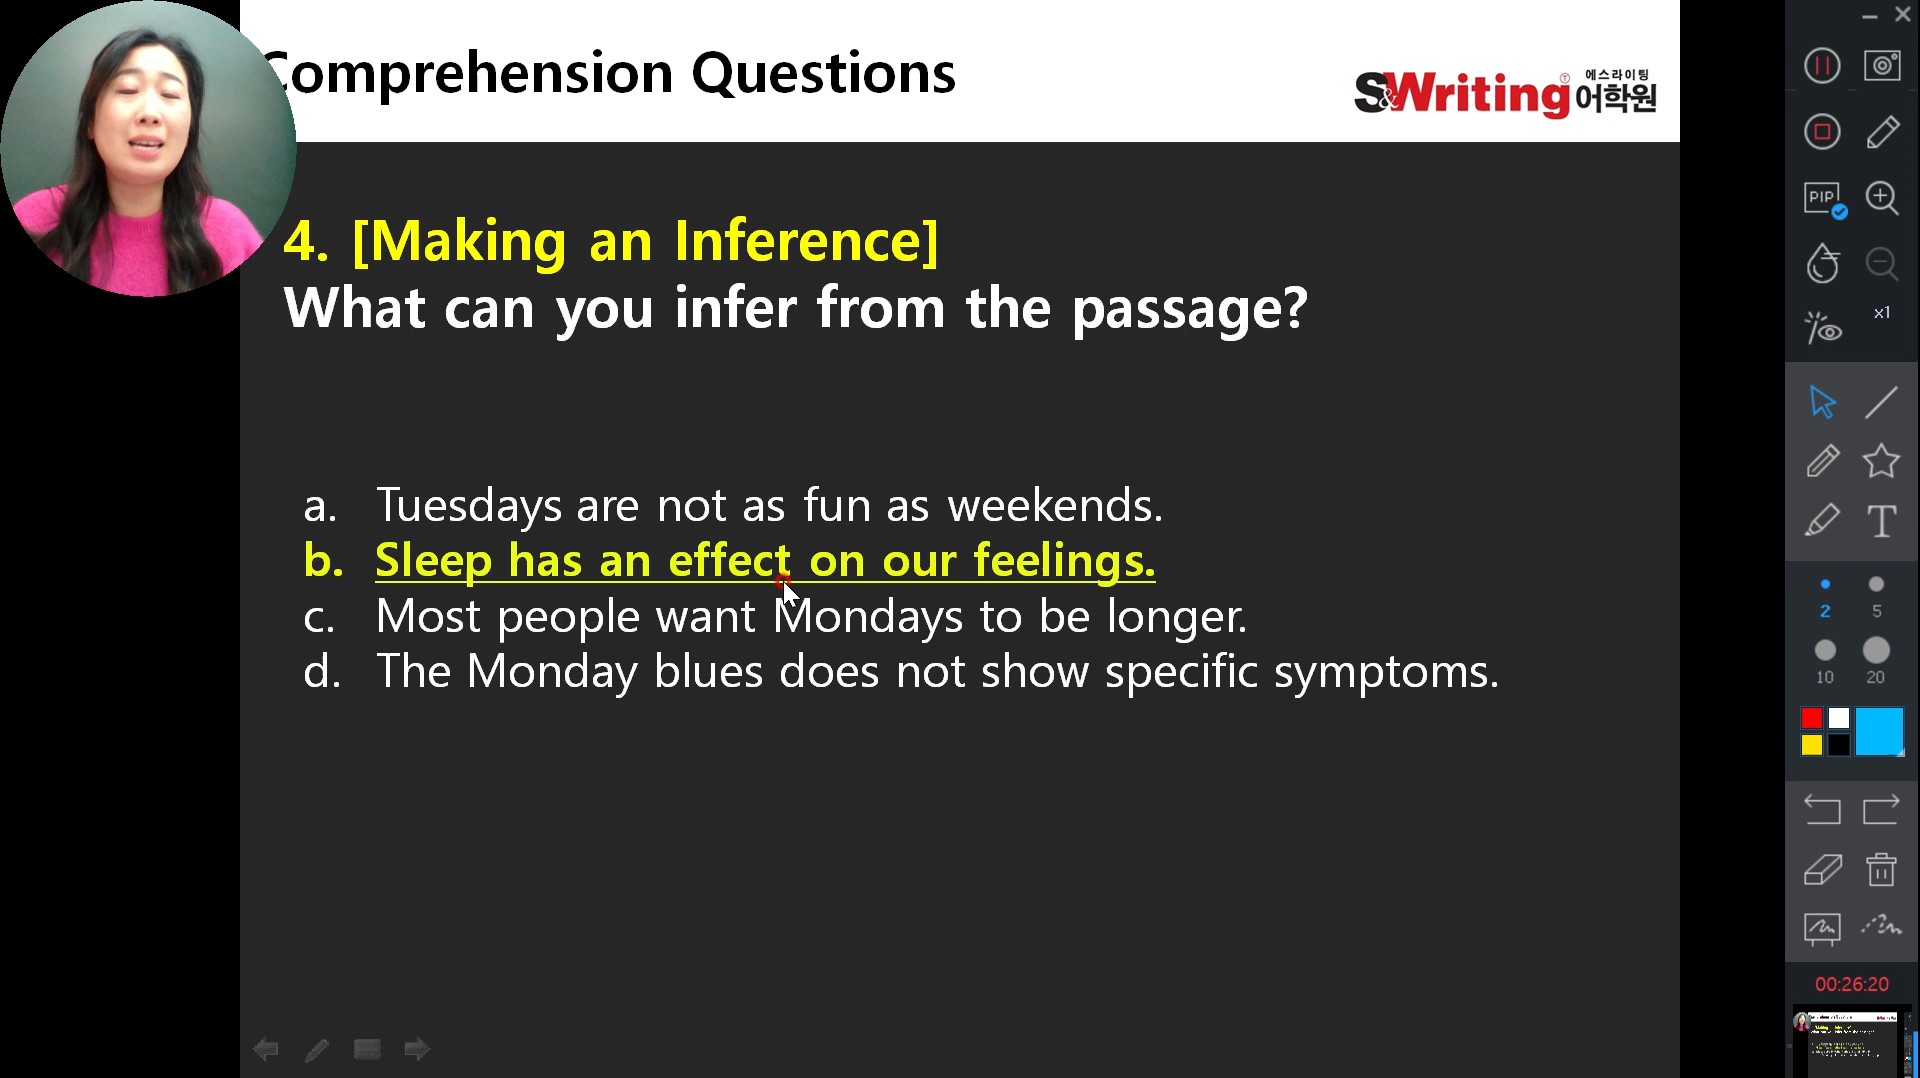 Comprehension Questions
S&Writing
에스라이팅
어학원
4. [Making an Inference]
What can you infer from the passage?
a. Tuesdays are not as fun as weekends.
b. Sleep has an effect on our feelings.
c. Most people want Mondays to be longer.
d. The Monday blues does not show specific symptoms.
PIP
x1
T
2
5
10
20
00:26:20